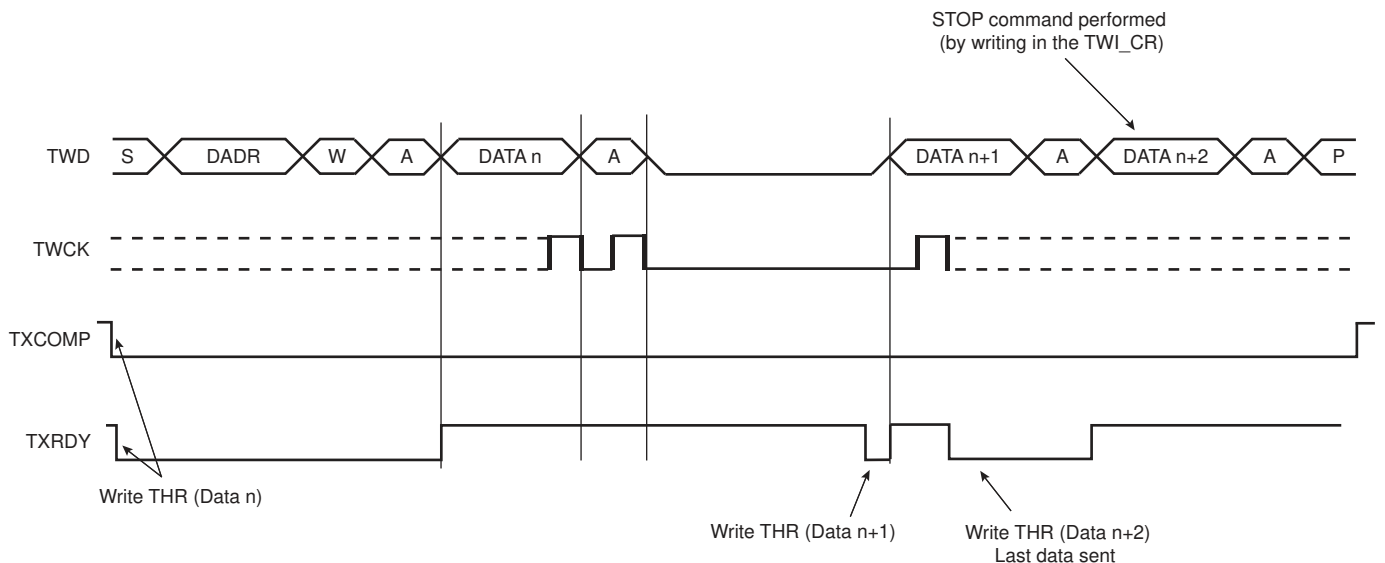 STOP command performed
(by writing in the TWI_CR)
TWD S DADR W A DATA n A DATA n+1 A DATA n+2 A P
TWCK
TXCOMP
TXRDY
Write THR (Data n)
Write THR (Data n+1) Write THR (Data n+2)
Last data sent